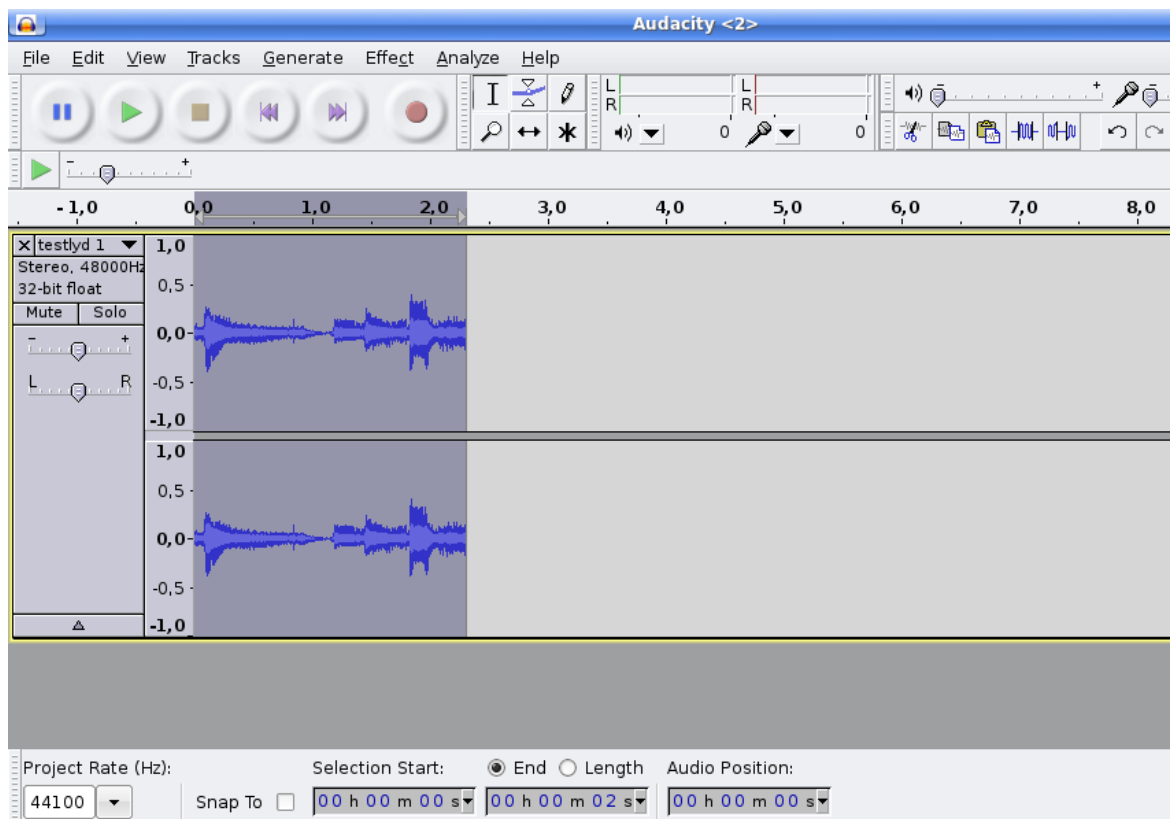 Audacity <2>
File Edit View Tracks Generate Effect Analyze Help
L
R
L
R
- +
0 0
- +
- 1,0 0,0 1,0 2,0 3,0 4,0 5,0 6,0 7,0 8,0
testlyd 1
Stereo, 48000Hz
32-bit float
Mute Solo
- +
L R
1,0
0,5
0,0
-0,5
-1,0
1,0
0,5
0,0
-0,5
-1,0
Project Rate (Hz): Selection Start: End Length Audio Position:
44100 Snap To 00 h 00 m 00 s 00 h 00 m 02 s 00 h 00 m 00 s